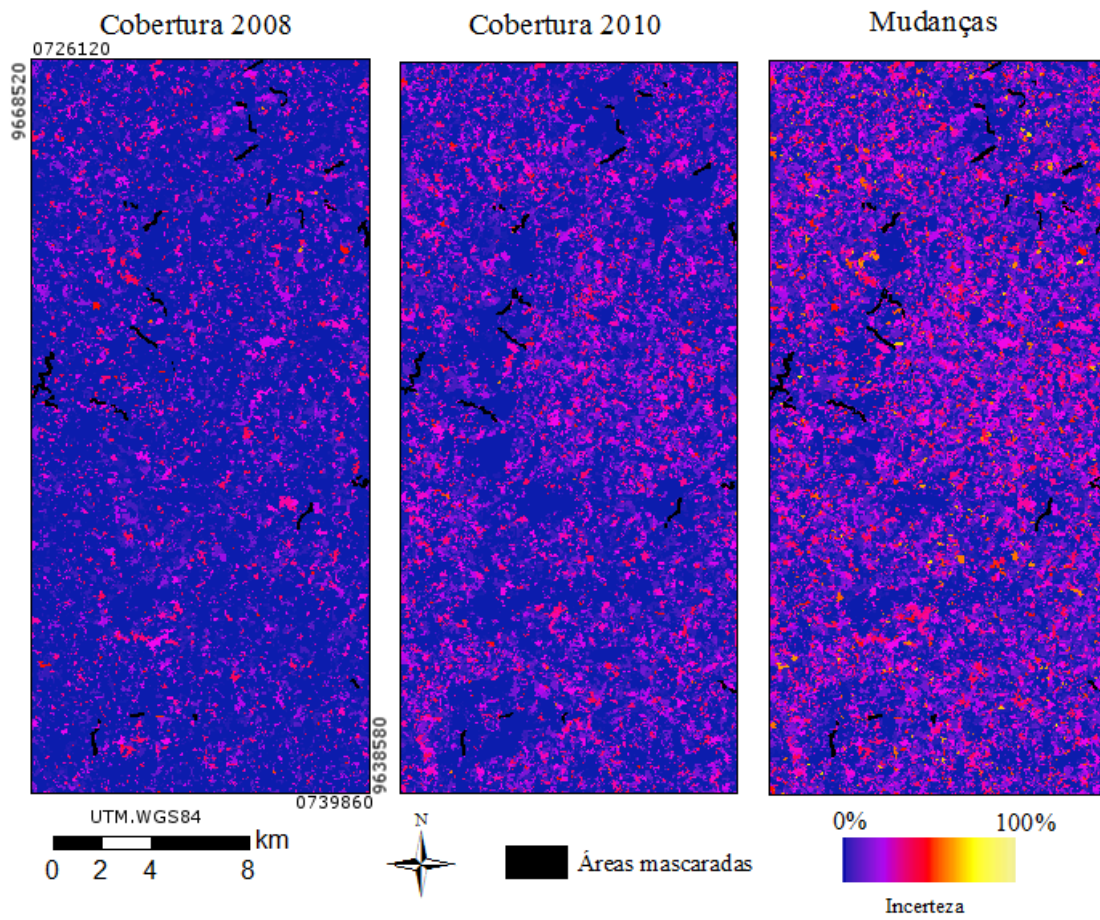 Cobertura 2008
Cobertura 2010
Mudanças
0726120
9668520
9638580
0739860
UTM.WGS84
km
0 2 4 8
N
Áreas mascaradas
0% 100%
Incerteza